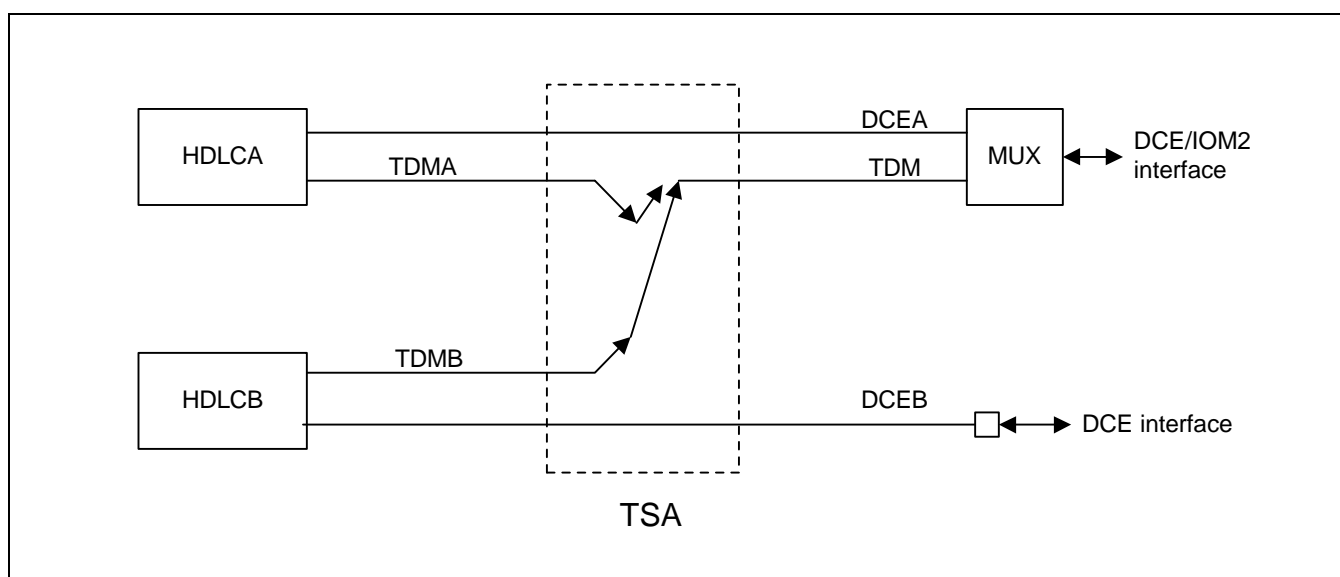 DCEA
HDLCA
MUX
DCE/IOM2
interface
TDMA
TDM
TDMB
HDLCB
DCEB
DCE interface
TSA